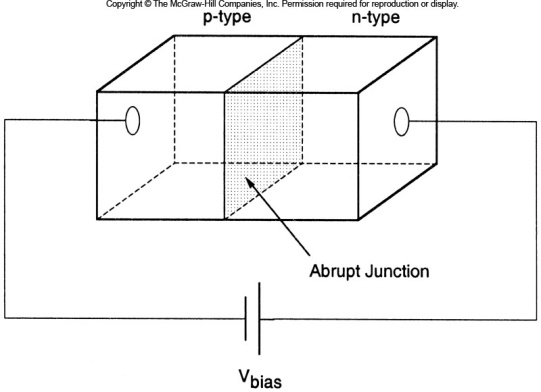 Copyright © The McGraw-Hill Companies, Inc. Permission required for reproduction or display.
p-type n-type
Abrupt Junction
Vbias